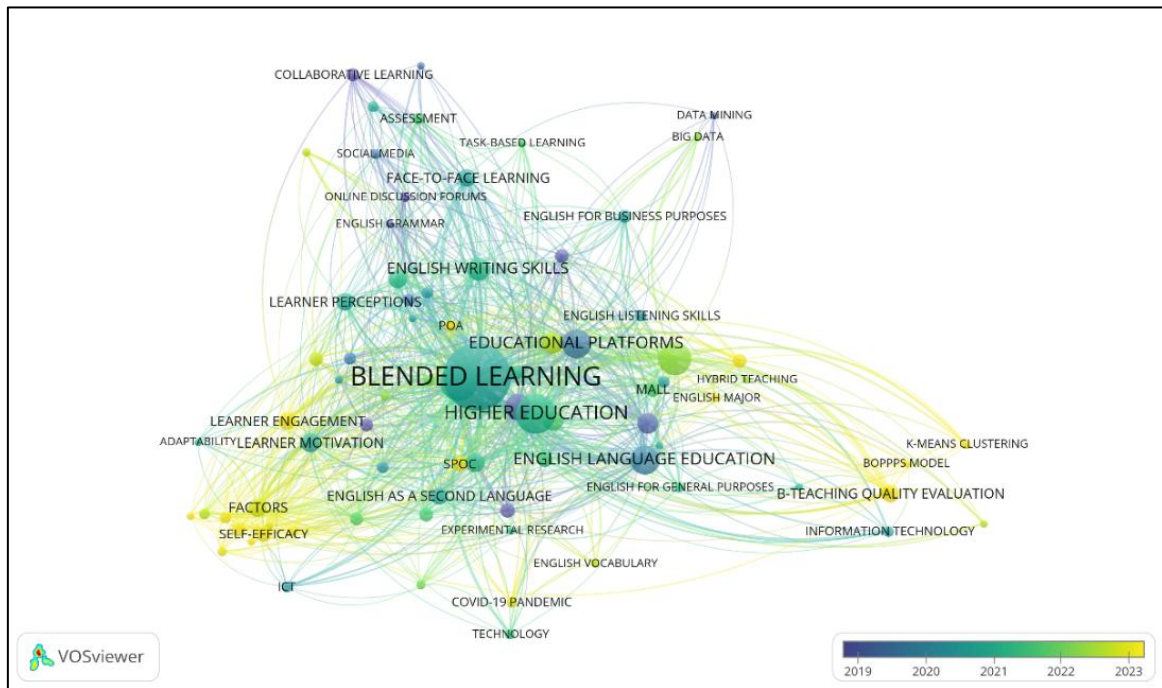 COLLABORATIVE LEARNING
DATA MINING
ASSESSMENT
BIG DATA
TASK-BASED LEARNING
SOCIAL MEDIA
FACE-TO-FACE LEARNING
ONLINE DISCUSSION FORUMS
ENGLISH FOR BUSINESS PURPOSES
ENGLISH GRAMMAR
ENGLISH WRITING SKILLS
LEARNER PERCEPTIONS
ENGLISH LISTENING SKILLS
POA
EDUCATIONAL PLATFORMS
BLENDED LEARNING
HYBRID TEACHING
MALL
ENGLISH MAJOR
HIGHER EDUCATION
LEARNER ENGAGEMENT
ADAPTABILITY
LEARNER MOTIVATION
K-MEANS CLUSTERING
SPOC
ENGLISH LANGUAGE EDUCATION
BOPPPS MODEL
ENGLISH FOR GENERAL PURPOSES
B-TEACHING QUALITY EVALUATION
ENGLISH AS A SECOND LANGUAGE
FACTORS
EXPERIMENTAL RESEARCH
INFORMATION TECHNOLOGY
SELF-EFFICACY
ENGLISH VOCABULARY
ICT
COVID-19 PANDEMIC
TECHNOLOGY
VOSviewer
2019 2020 2021 2022 2023